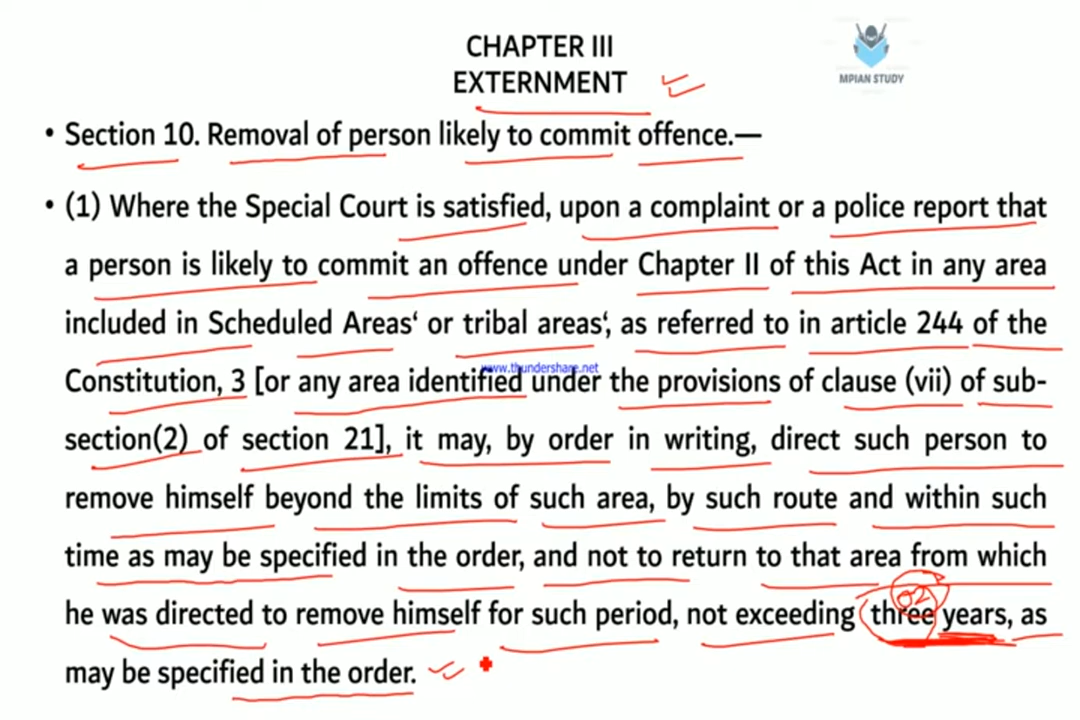 CHAPTER III
MPIAN STUDY
EXTERNMENT
• Section 10. Removal of person likely to commit offence.—
• (1) Where the Special Court is satisfied, upon a complaint or a police report that
a person is likely to commit an offence under Chapter II of this Act in any area
included in Scheduled Areas‘ or tribal areas‘, as referred to in article 244 of the
www.thundershare.net
Constitution, 3 [or any area identified under the provisions of clause (vii) of sub-
section(2) of section 21], it may, by order in writing, direct such person to
remove himself beyond the limits of such area, by such route and within such
time as may be specified in the order, and not to return to that area from which
02
he was directed to remove himself for such period, not exceeding three years, as
may be specified in the order.